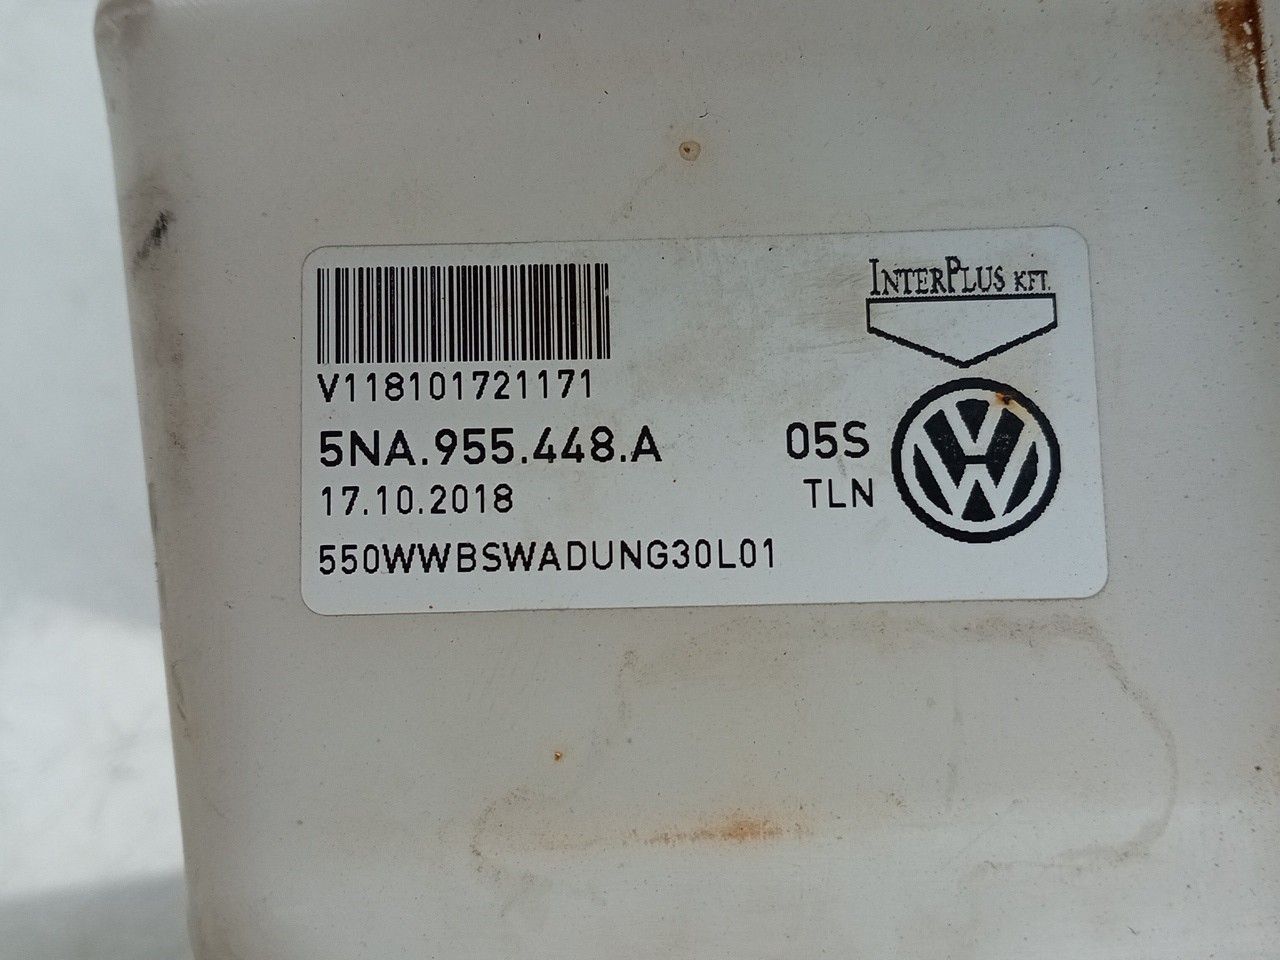 INTERPLUS KFT.
V118101721171
5NA.955.448.A 05S
17.10.2018 TLN
550WWBSWADUNG30L01